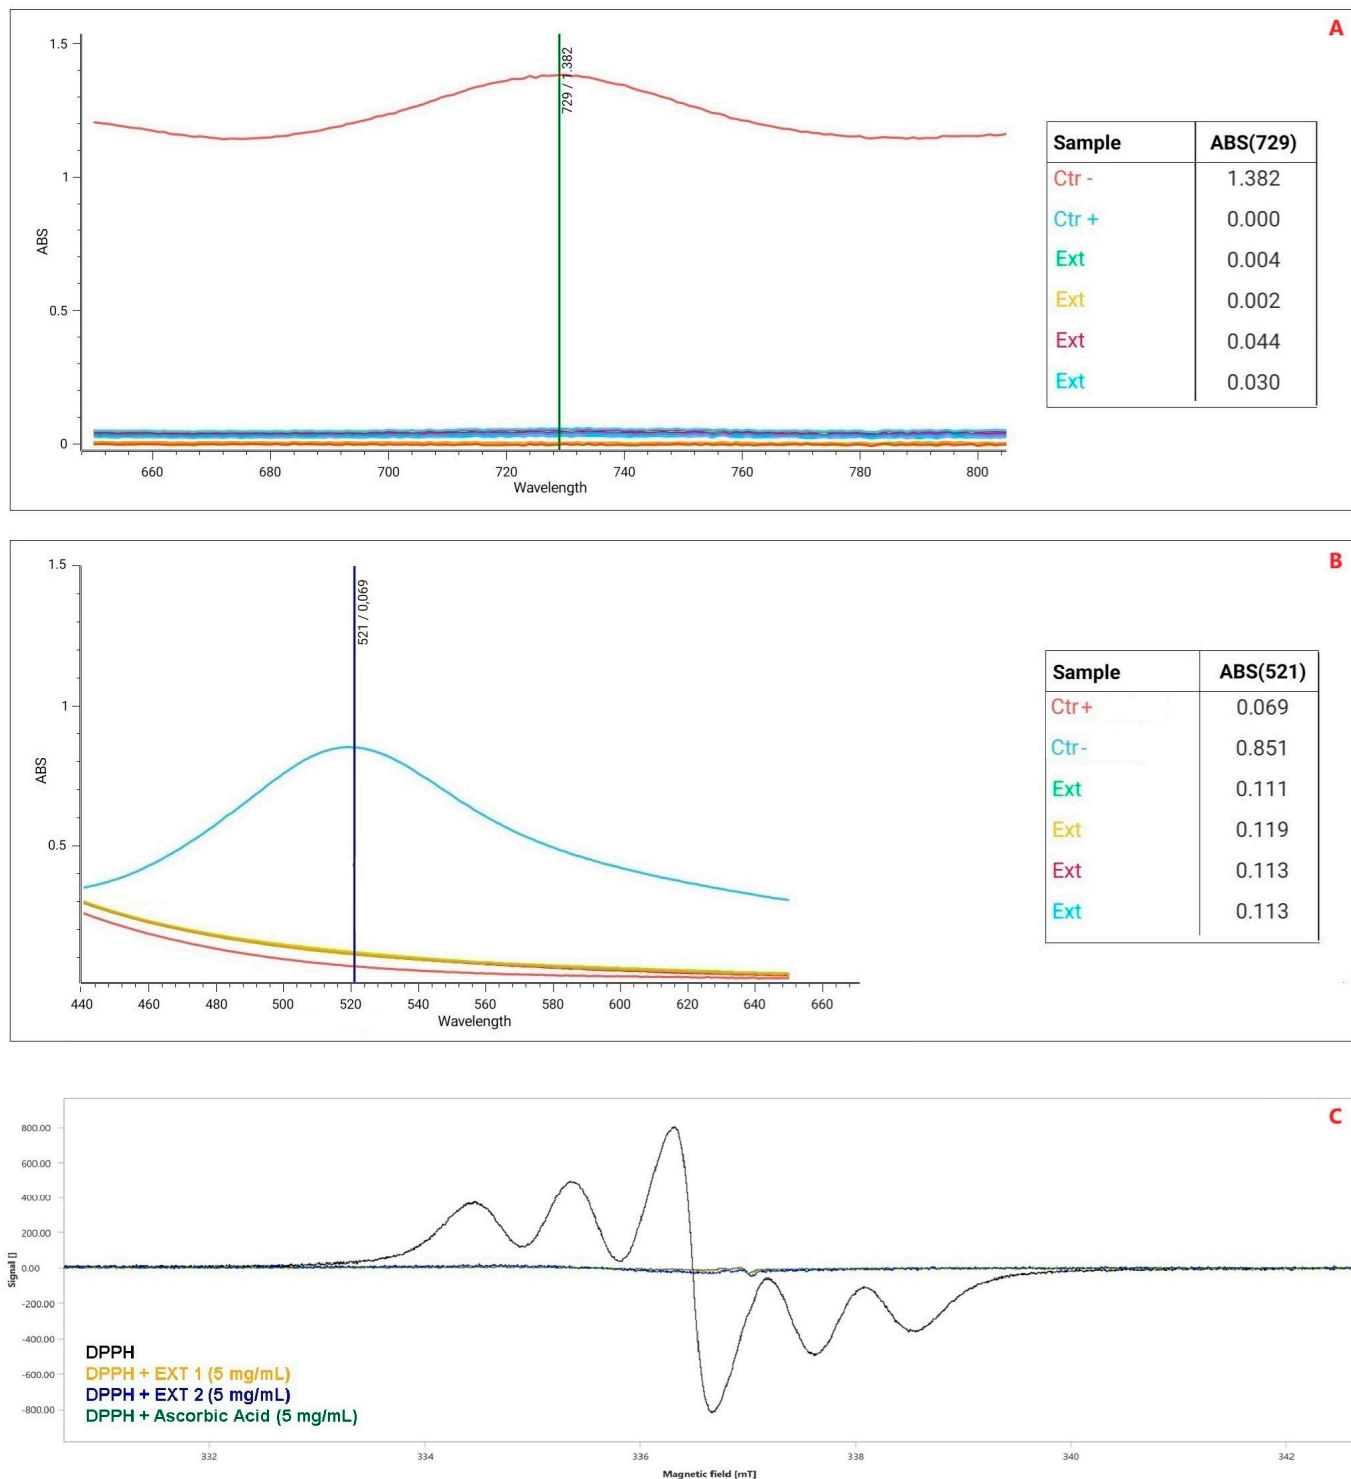 A
1.5
1
0.5
0
ABS
729 / 1.382
660 680 700 720 740 760 780 800
Wavelength
Sample ABS(729)
Ctr - 1.382
Ctr + 0.000
Ext 0.004
Ext 0.002
Ext 0.044
Ext 0.030
B
1.5
1
0.5
ABS
521 / 0,069
440 460 480 500 520 540 560 580 600 620 640 660
Wavelength
Sample ABS(521)
Ctr+ 0.069
Ctr- 0.851
Ext 0.111
Ext 0.119
Ext 0.113
Ext 0.113
C
800.00
600.00
400.00
200.00
0.00
-200.00
-400.00
-600.00
-800.00
Signal []
DPPH
DPPH + EXT 1 (5 mg/mL)
DPPH + EXT 2 (5 mg/mL)
DPPH + Ascorbic Acid (5 mg/mL)
332 334 336 338 340 342
Magnetic field [mT]